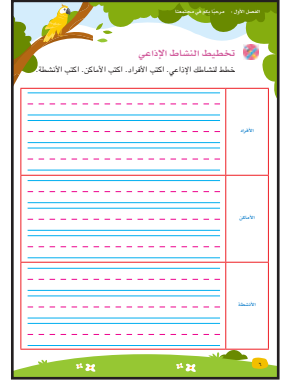 الفصل الأول: مرحبًا بكم في مجتمعنا
تخطيط النشاط الإذاعي
خطط لنشاطك الإذاعي. اكتب الأفراد. اكتب الأماكن. اكتب الأنشطة.
الأفراد
الأماكن
الأنشطة
٦